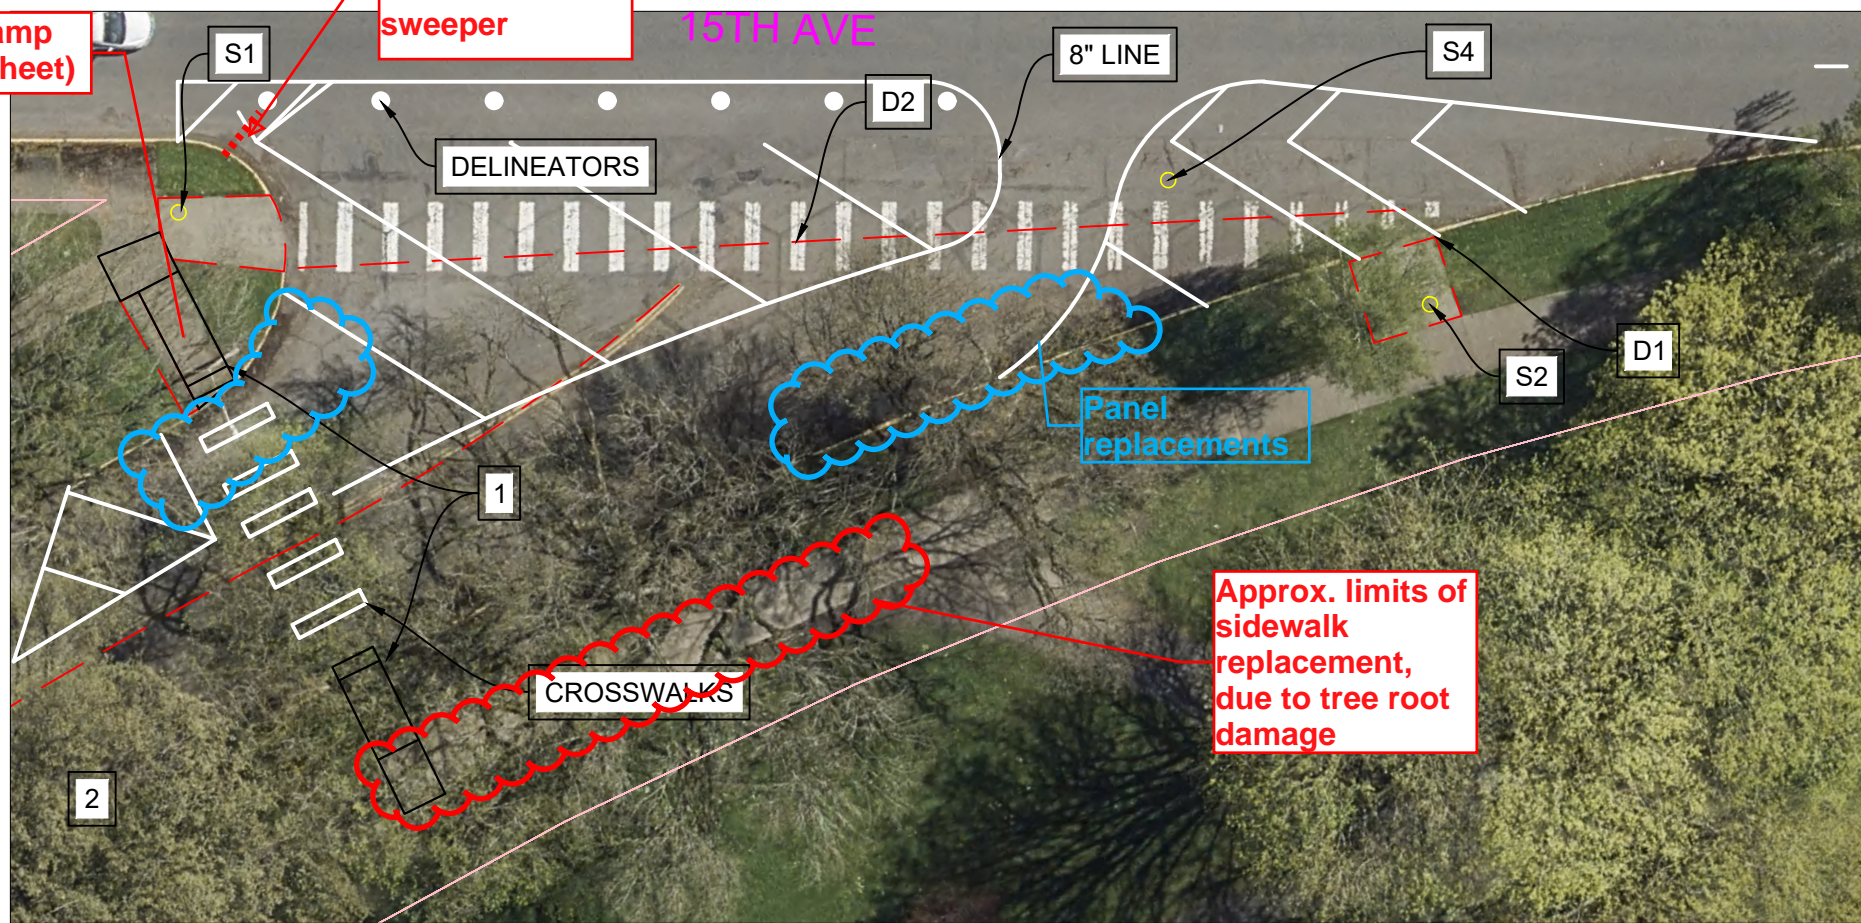 sweeper
15TH AVE
heet)
S1
8" LINE
S4
D2
DELINEATORS
D1
S2
Panel
replacements
1
Approx. limits of
sidewalk
replacement,
due to tree root
damage
CROSSWALKS
2